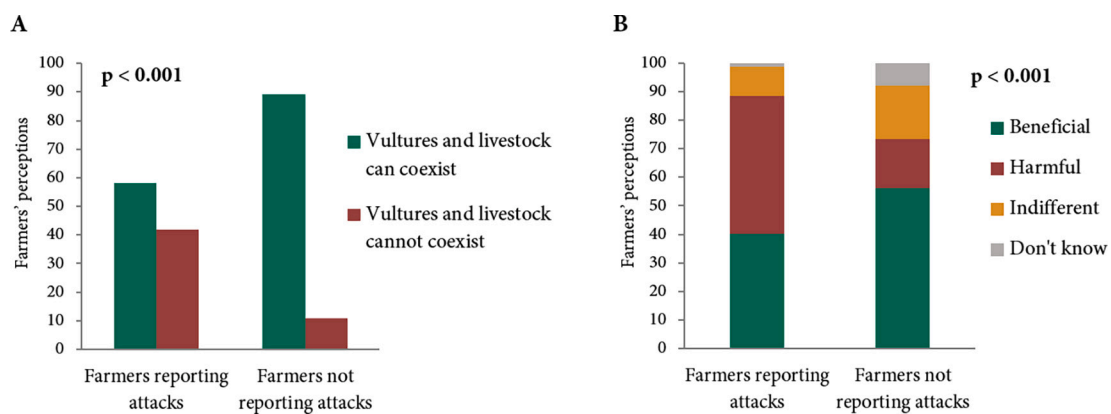 A
Farmers' perceptions
100
90
80
70
60
50
40
30
20
10
0
p < 0.001
Farmers reporting
attacks
Farmers not
reporting attacks
Vultures and livestock
can coexist
Vultures and livestock
cannot coexist
B
Farmers' perceptions
100
90
80
70
60
50
40
30
20
10
0
Farmers reporting
attacks
Farmers not
reporting attacks
p < 0.001
Beneficial
Harmful
Indifferent
Don't know